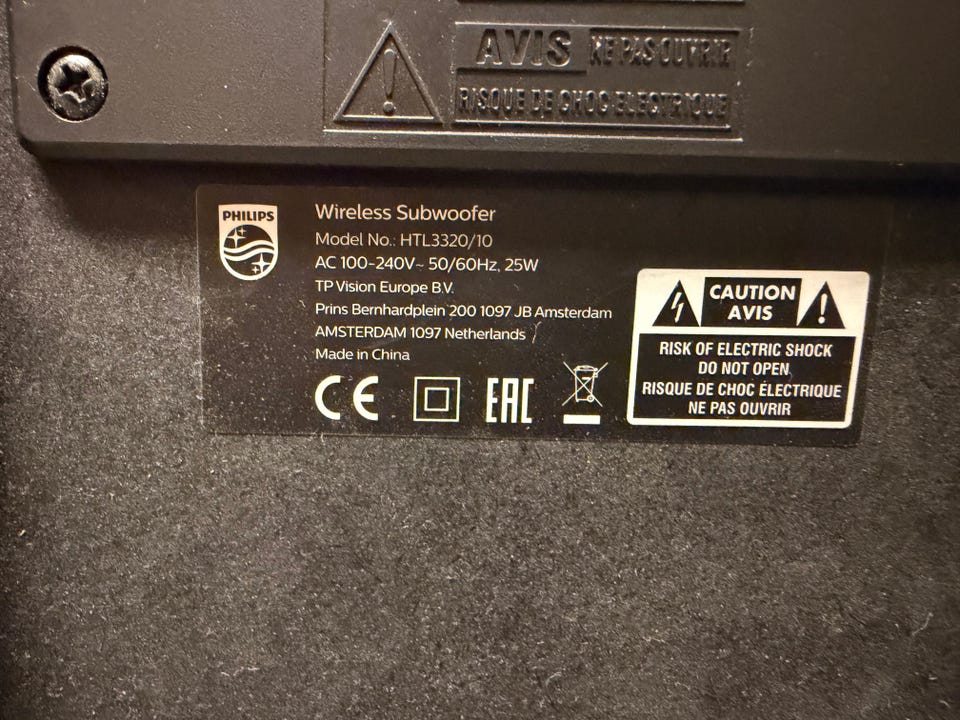 AVIS NE PAS OUVRIR
RISQUE DE CHOC ELECTRIQUE
PHILIPS
Wireless Subwoofer
Model No.: HTL3320/10
AC 100-240V~ 50/60Hz, 25W
TP Vision Europe B.V.
Prins Bernhardplein 200 1097 JB Amsterdam
AMSTERDAM 1097 Netherlands
Made in China
CE EAC
CAUTION
AVIS
RISK OF ELECTRIC SHOCK
DO NOT OPEN
RISQUE DE CHOC ÉLECTRIQUE
NE PAS OUVRIR